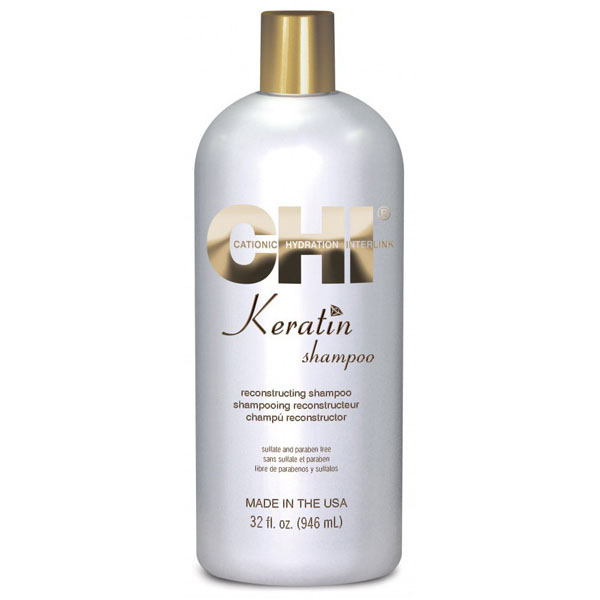 CHI®
CATIONIC HYDRATION INTERLINK
Keratin
shampoo
reconstructing shampoo
shampooing reconstructeur
champú reconstructor
sulfate and paraben free
sans sulfate et paraben
libre de parabenos y sulfatos
MADE IN THE USA
32 fl. oz. (946 mL)